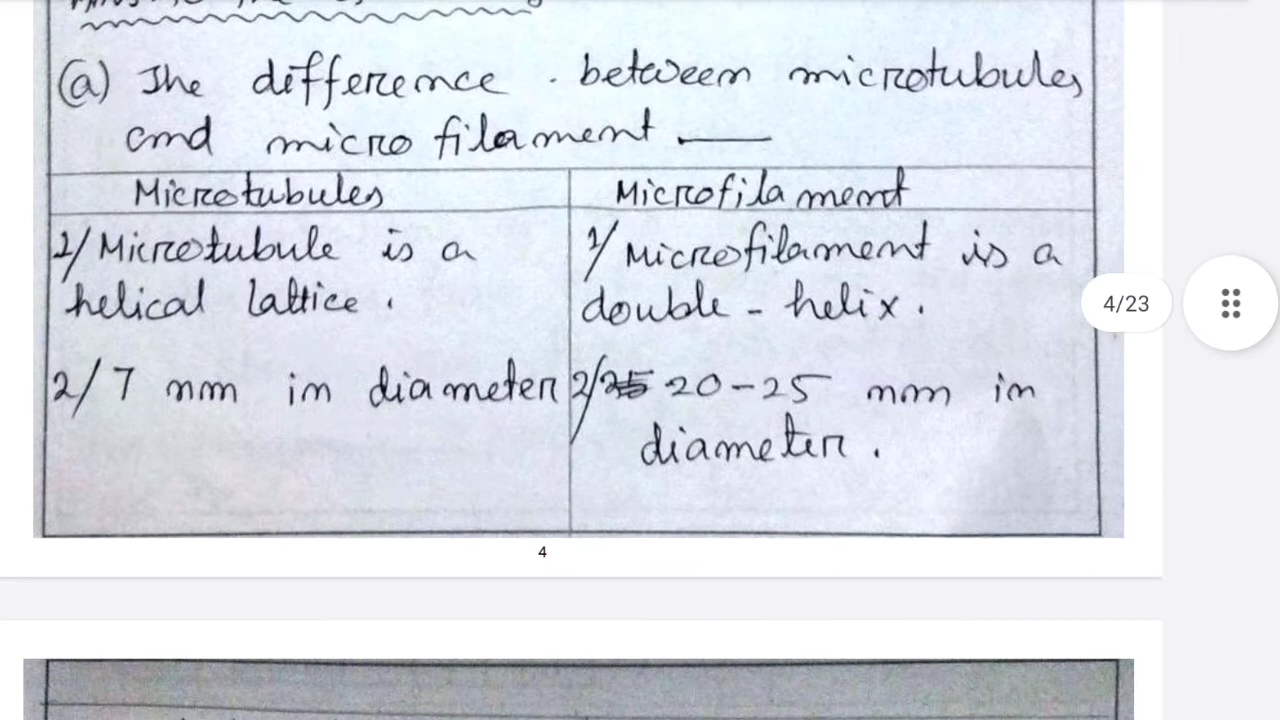 (a) The difference between microtubules
and micro filament —
Microtubules
Microfilament
1/ Microtubule is a
helical lattice.
1/ Microfilament is a
double-helix.
2/ 7 nm in diameter
2/ 20-25 nm in
diameter.
4/23
4